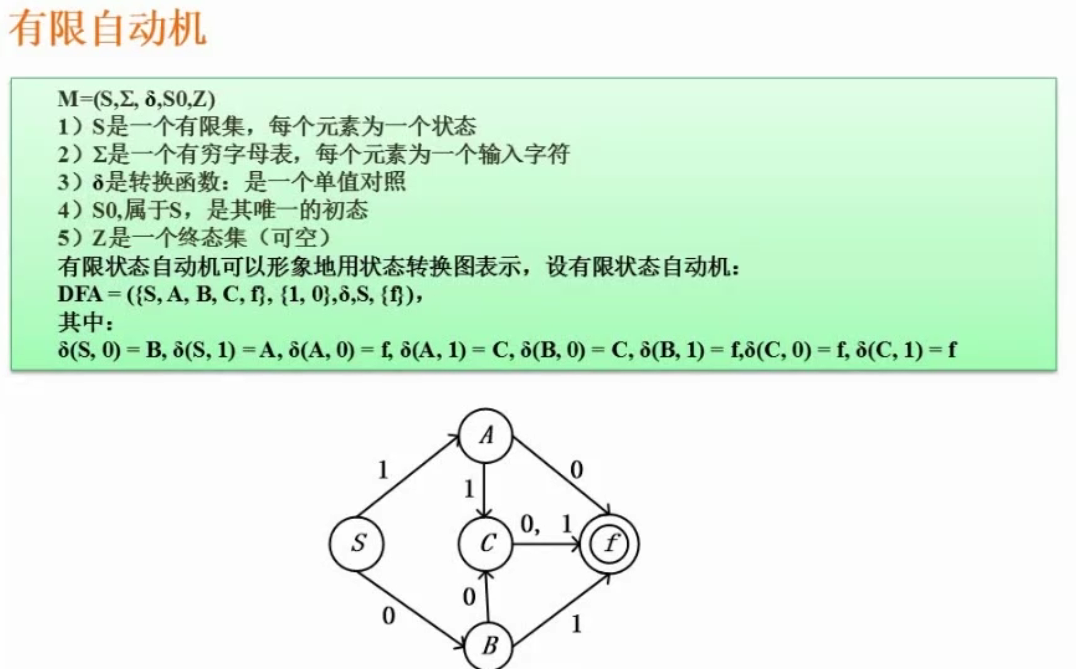 有限自动机
M=(S,Σ, δ,S0,Z)
1）S是一个有限集，每个元素为一个状态
2）Σ是一个有穷字母表，每个元素为一个输入字符
3）δ是转换函数：是一个单值对照
4）S0,属于S，是其唯一的初态
5）Z是一个终态集（可空）
有限状态自动机可以形象地用状态转换图表示，设有限状态自动机：
DFA = ({S, A, B, C, f}, {1, 0},δ,S, {f})，
其中：
δ(S, 0) = B, δ(S, 1) = A, δ(A, 0) = f, δ(A, 1) = C, δ(B, 0) = C, δ(B, 1) = f,δ(C, 0) = f, δ(C, 1) = f
A
1
0
1
0, 1
S
C
f
0
0
1
B